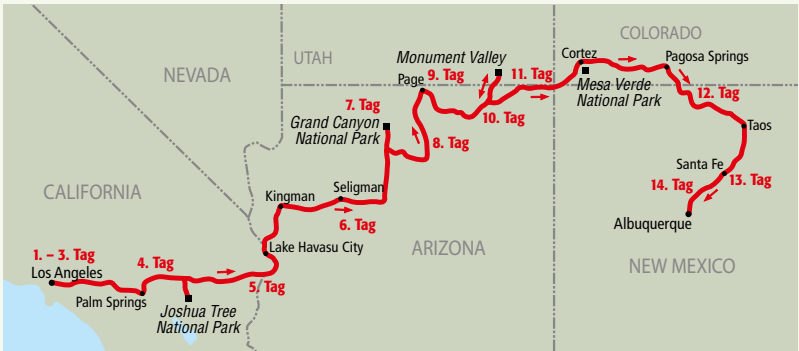 COLORADO
UTAH
NEVADA
Monument Valley
Cortez
Pagosa Springs
Page
9. Tag
11. Tag
Mesa Verde
National Park
12. Tag
7. Tag
Grand Canyon
National Park
10. Tag
Taos
8. Tag
Santa Fe
13. Tag
14. Tag
CALIFORNIA
Kingman
Seligman
6. Tag
Albuquerque
Lake Havasu City
ARIZONA
NEW MEXICO
1. – 3. Tag
Los Angeles
4. Tag
5. Tag
Palm Springs
Joshua Tree
National Park